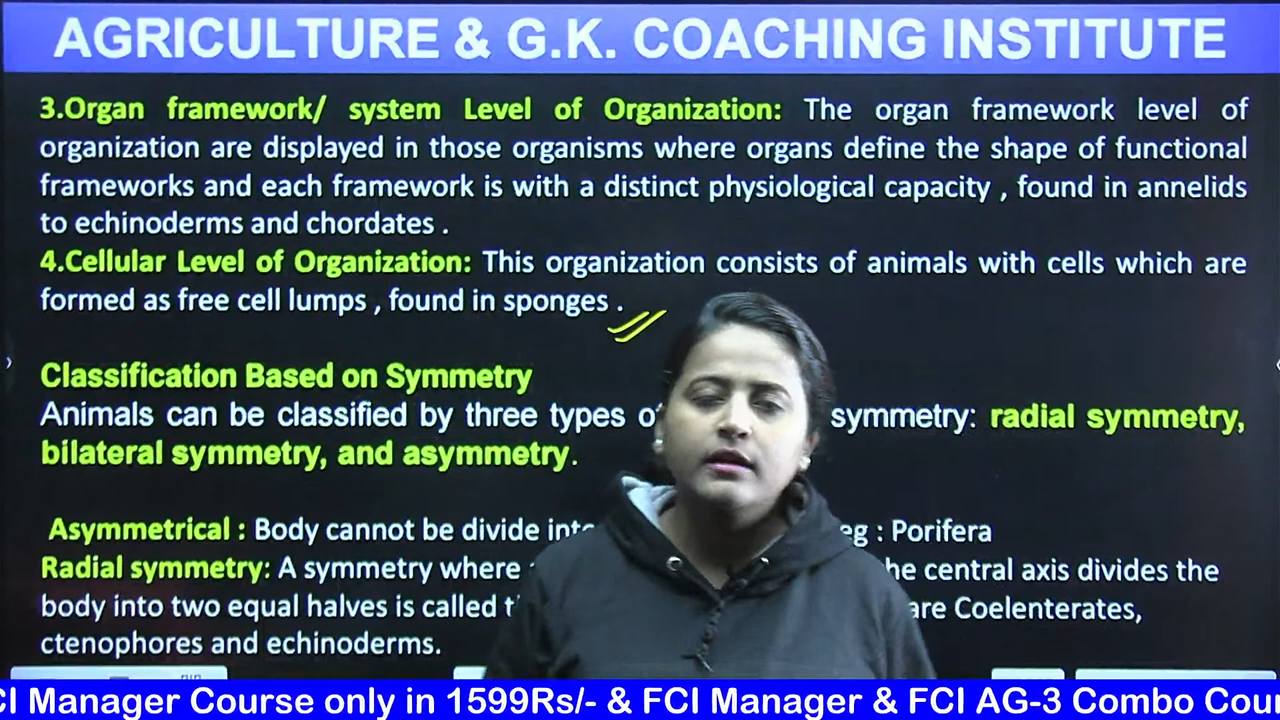 AGRICULTURE & G.K. COACHING INSTITUTE
3.Organ framework/ system Level of Organization: The organ framework level of
organization are displayed in those organisms where organs define the shape of functional
frameworks and each framework is with a distinct physiological capacity , found in annelids
to echinoderms and chordates .
4.Cellular Level of Organization: This organization consists of animals with cells which are
formed as free cell lumps , found in sponges .
Classification Based on Symmetry
Animals can be classified by three types symmetry: radial symmetry,
bilateral symmetry, and asymmetry.
Asymmetrical : Body cannot be divide eg : Porifera
Radial symmetry: A symmetry where central axis divides the
body into two equal halves is called are Coelenterates,
ctenophores and echinoderms.
Manager Course only in 1599Rs/- & FCI Manager & FCI AG-3 Combo